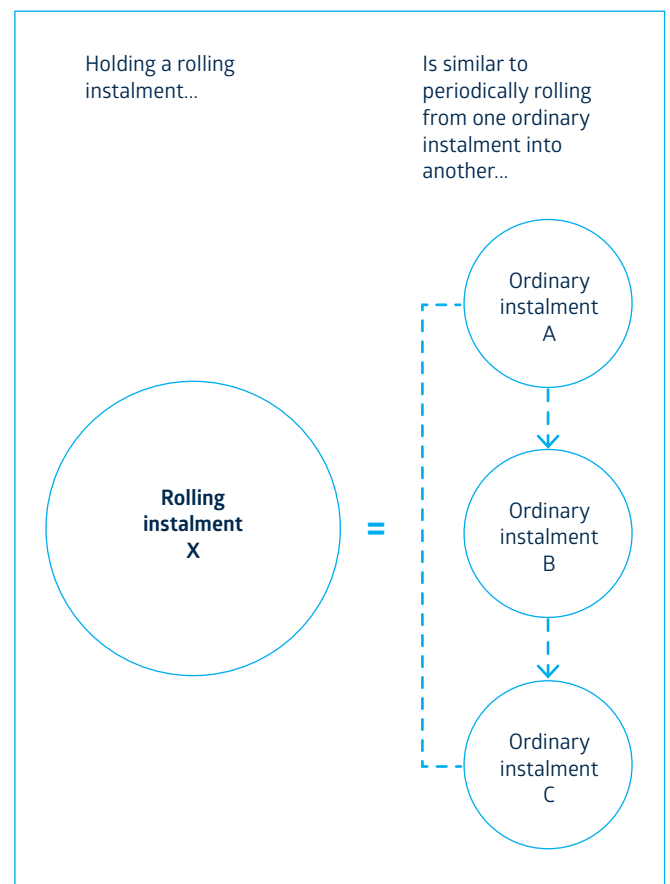 Holding a rolling
instalment...
Is similar to
periodically rolling
from one ordinary
instalment into
another...
Ordinary
instalment
A
Rolling
instalment
X
=
Ordinary
instalment
B
Ordinary
instalment
C